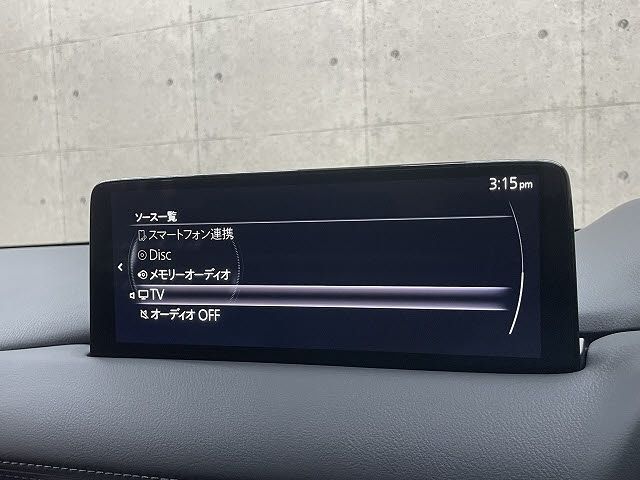 3:15pm
ソース一覧
スマートフォン連携
Disc
メモリーオーディオ
TV
オーディオ OFF